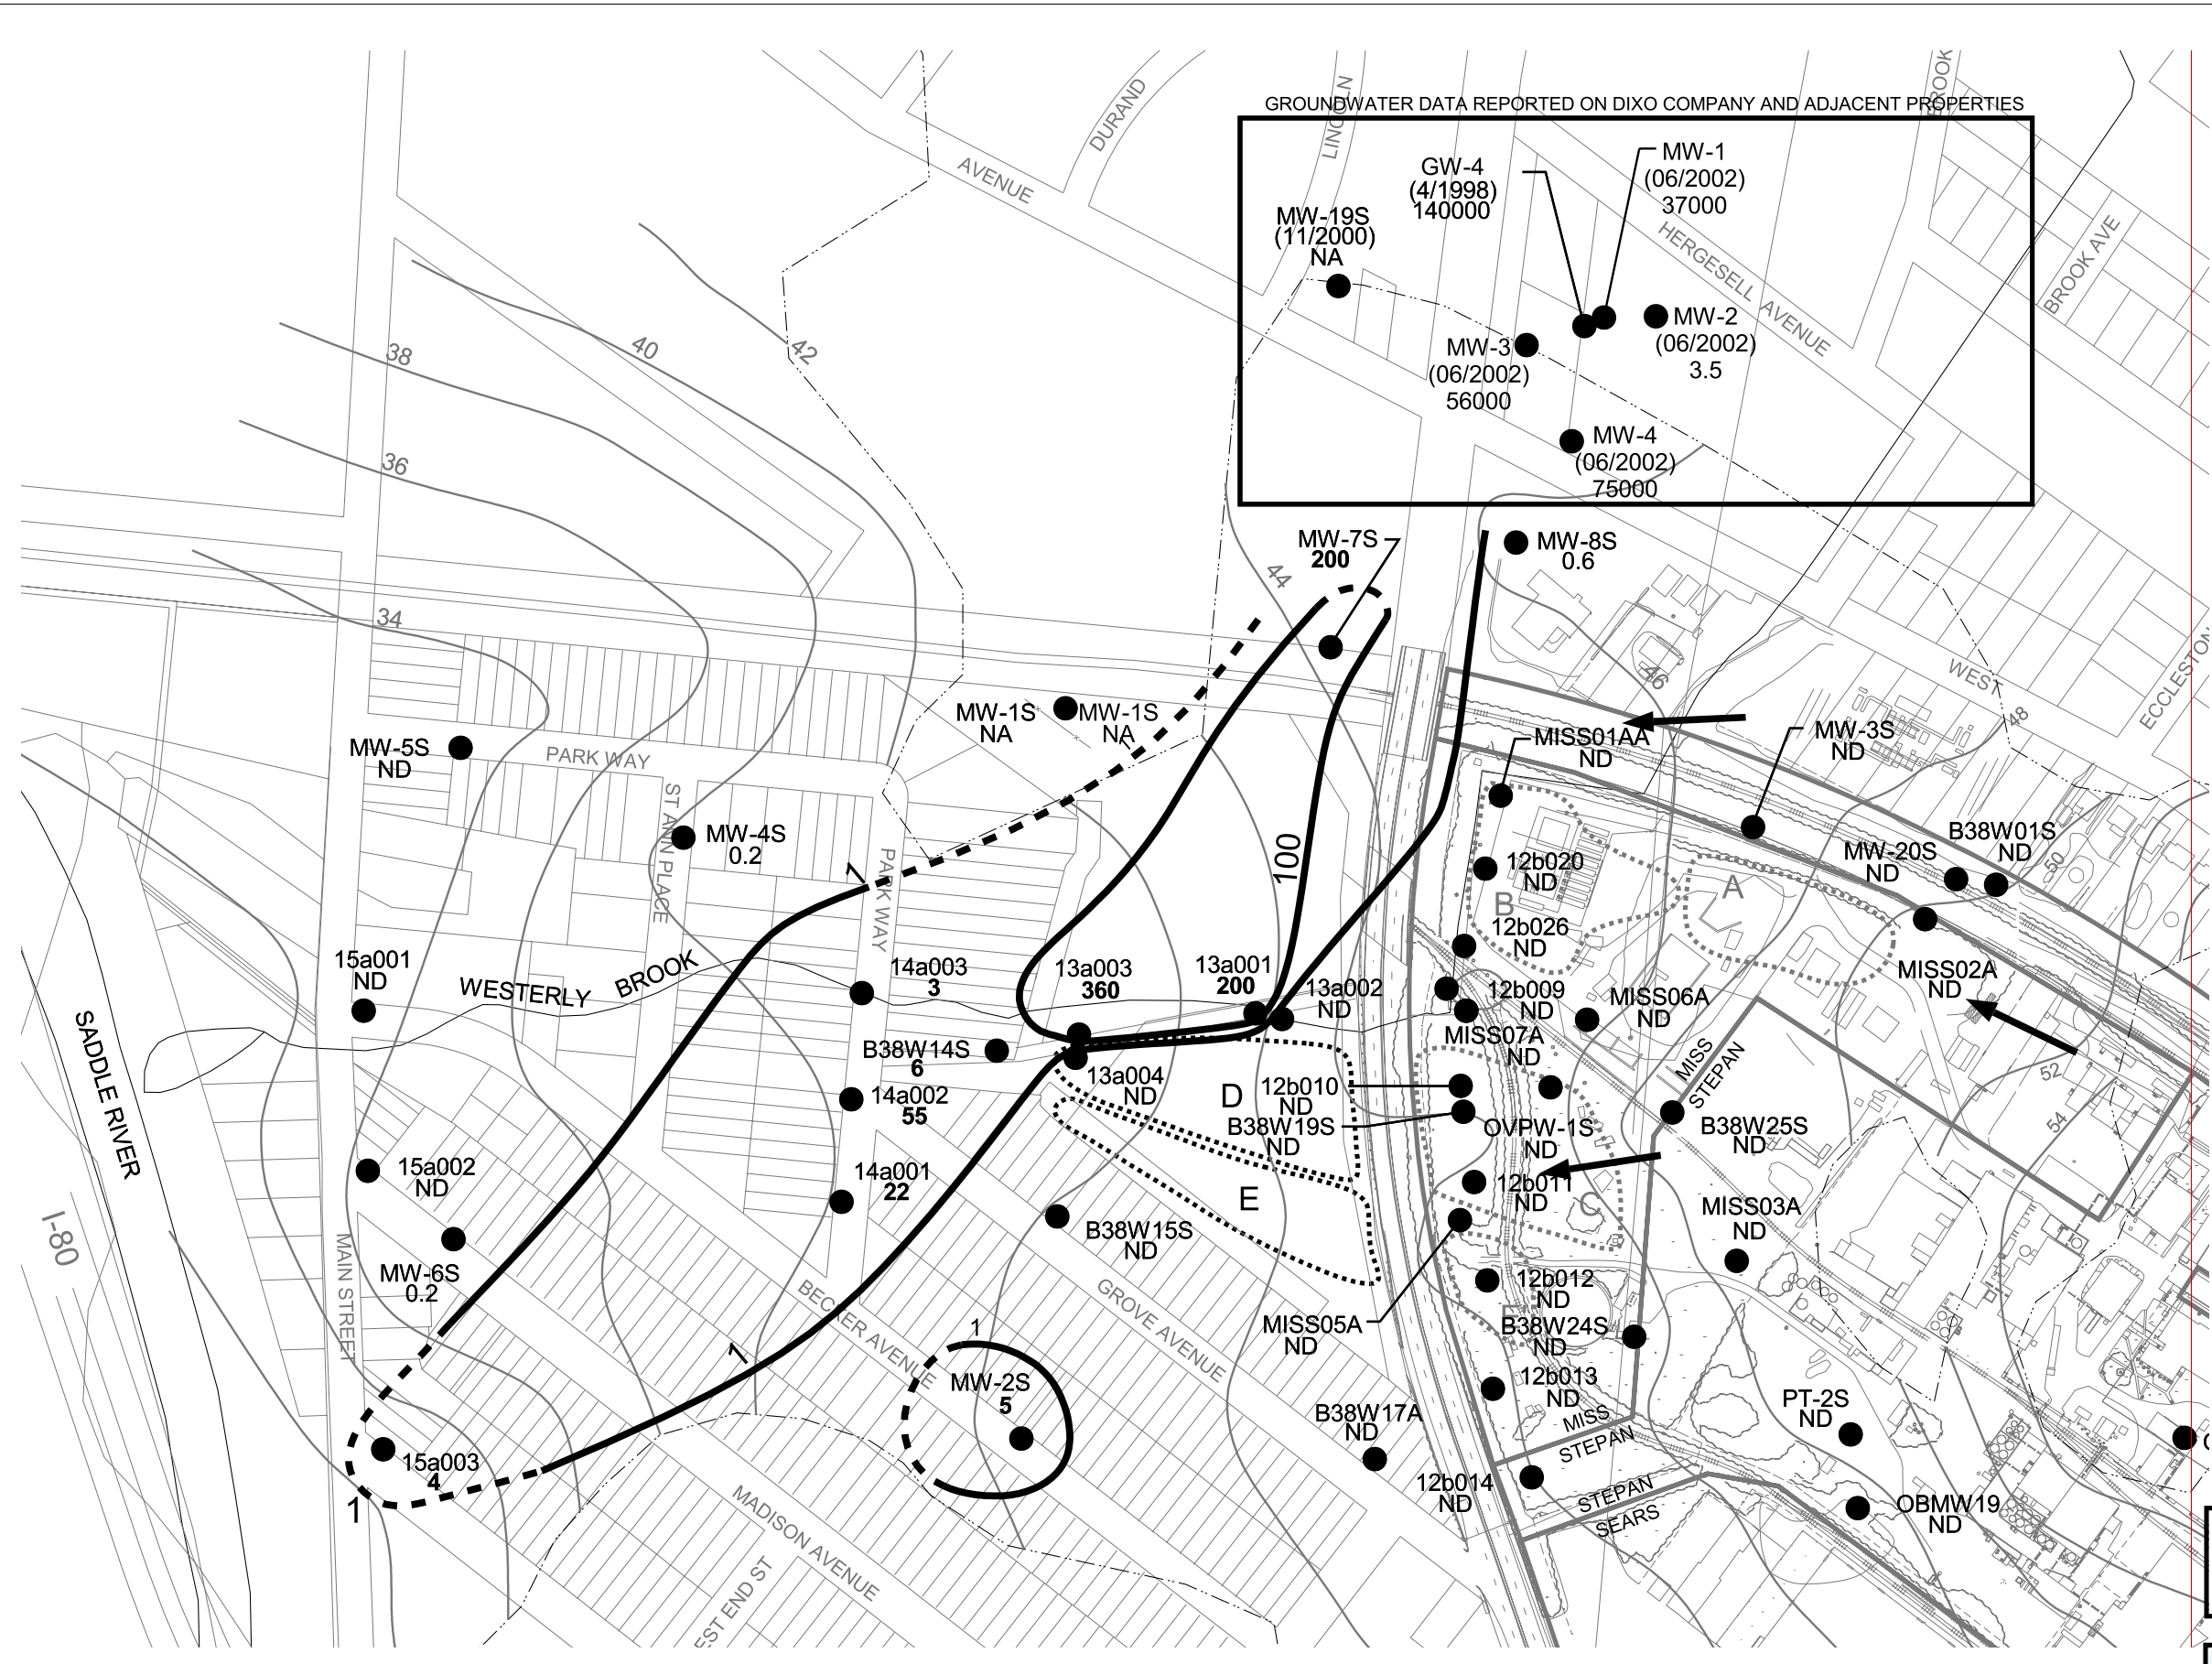 GROUNDWATER DATA REPORTED ON DIXO COMPANY AND ADJACENT PROPERTIES
BROOK
DURAND
LINCOLN
AVENUE
GW-4
(4/1998)
140000
MW-1
(06/2002)
37000
MW-19S
(11/2000)
NA
HERGESELL AVENUE
BROOK AVE
MW-2
(06/2002)
3.5
MW-3
(06/2002)
56000
MW-4
(06/2002)
75000
42
40
38
36
34
44
46
48
50
52
54
MW-7S
200
MW-8S
0.6
WEST
ECCLESTON
MW-1S
NA
MW-1S
NA
MW-5S
ND
PARK WAY
ST ANN PLACE
MW-4S
0.2
PARK WAY
1
100
MISS01AA
ND
MW-3S
ND
B38W01S
ND
MW-20S
ND
12b020
ND
A
B
12b026
ND
MISS02A
ND
15a001
ND
WESTERLY BROOK
14a003
3
13a003
360
13a001
200
13a002
ND
12b009
ND
MISS06A
ND
MISS07A
ND
SADDLE RIVER
B38W14S
6
14a002
55
13a004
ND
D
12b010
ND
B38W19S
ND
OVPW-1S
ND
MISS
STEPAN
B38W25S
ND
15a002
ND
14a001
22
E
12b011
ND
C
MISS03A
ND
I-80
MAIN STREET
MW-6S
0.2
B38W15S
ND
BECKER AVENUE
GROVE AVENUE
MISS05A
ND
12b012
ND
F
B38W24S
ND
1
1
MW-2S
5
12b013
ND
MISS
STEPAN
B38W17A
ND
PT-2S
ND
15a003
4
1
12b014
ND
STEPAN
SEARS
OBMW19
ND
MADISON AVENUE
EST END ST